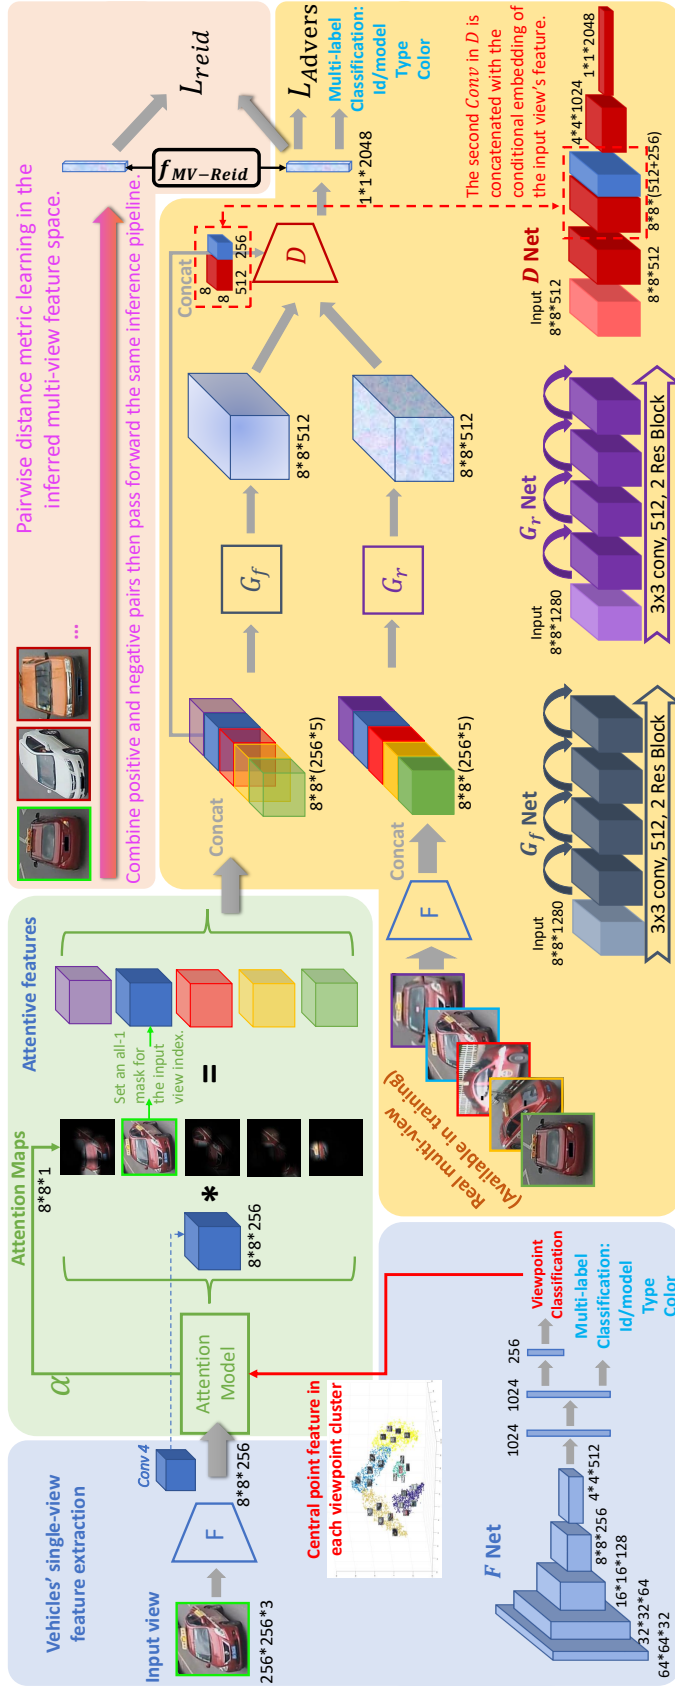 Vehicles' single-view
feature extraction
Input view
256*256*3
F
Conv 4
8*8*256
Attention
Model
α
Attention Maps
8*8*1
8*8*256
*
=
Set an all-1
mask for
the input
view index.
Attentive features
Concat
Central point feature in
each viewpoint cluster
F Net
64*64*32
32*32*64
16*16*128
8*8*256
4*4*512
1024
1024
256
Viewpoint
Classification
Multi-label
Classification:
Id/model
Type
Color
Real multi-view
(Available in training)
F
Concat
8*8*(256*5)
8*8*(256*5)
G_f
G_r
8*8*512
8*8*512
Concat
8
8
512
256
D
1*1*2048
f_MV−Reid
L_reid
L_Advers
Multi-label
Classification:
Id/model
Type
Color
...
Pairwise distance metric learning in the
inferred multi-view feature space.
Combine positive and negative pairs then pass forward the same inference pipeline.
G_f Net
Input
8*8*1280
3x3 conv, 512, 2 Res Block
G_r Net
Input
8*8*1280
3x3 conv, 512, 2 Res Block
D Net
Input
8*8*512
8*8*512
8*8*(512+256)
4*4*1024
1*1*2048
The second Conv in D is
concatenated with the
conditional embedding of
the input view's feature.